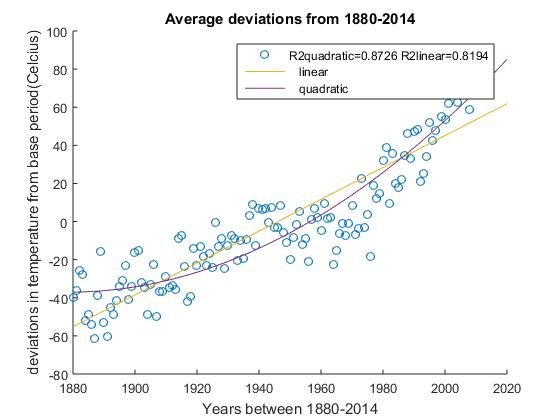 Average deviations from 1880-2014
R2quadratic=0.8726 R2linear=0.8194
linear
quadratic
deviations in temperature from base period(Celcius)
100
80
60
40
20
0
-20
-40
-60
-80
1880 1900 1920 1940 1960 1980 2000 2020
Years between 1880-2014